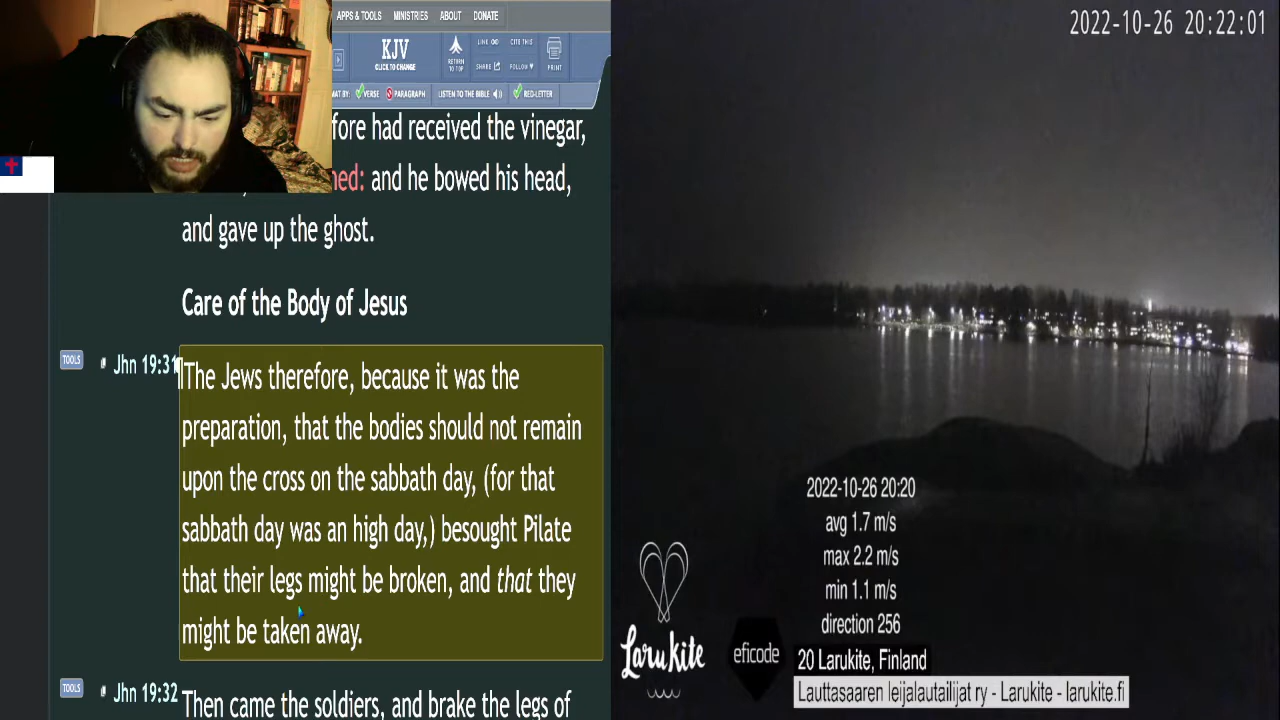 APPS & TOOLS MINISTRIES ABOUT DONATE
KJV
CLICK TO CHANGE
RETURN TO TOP
LINK
CITE THIS
SHARE
FOLLOW
PRINT
MAT BY: VERSE PARAGRAPH LISTEN TO THE BIBLE RED-LETTER
fore had received the vinegar,
ned: and he bowed his head,
and gave up the ghost.
Care of the Body of Jesus
TOOLS Jhn 19:31 The Jews therefore, because it was the
preparation, that the bodies should not remain
upon the cross on the sabbath day, (for that
sabbath day was an high day,) besought Pilate
that their legs might be broken, and that they
might be taken away.
TOOLS Jhn 19:32 Then came the soldiers, and brake the legs of
2022-10-26 20:22:01
2022-10-26 20:20
avg 1.7 m/s
max 2.2 m/s
min 1.1 m/s
direction 256
Larukite
eficode
20 Larukite, Finland
Lauttasaaren leijalautailijat ry - Larukite - larukite.fi